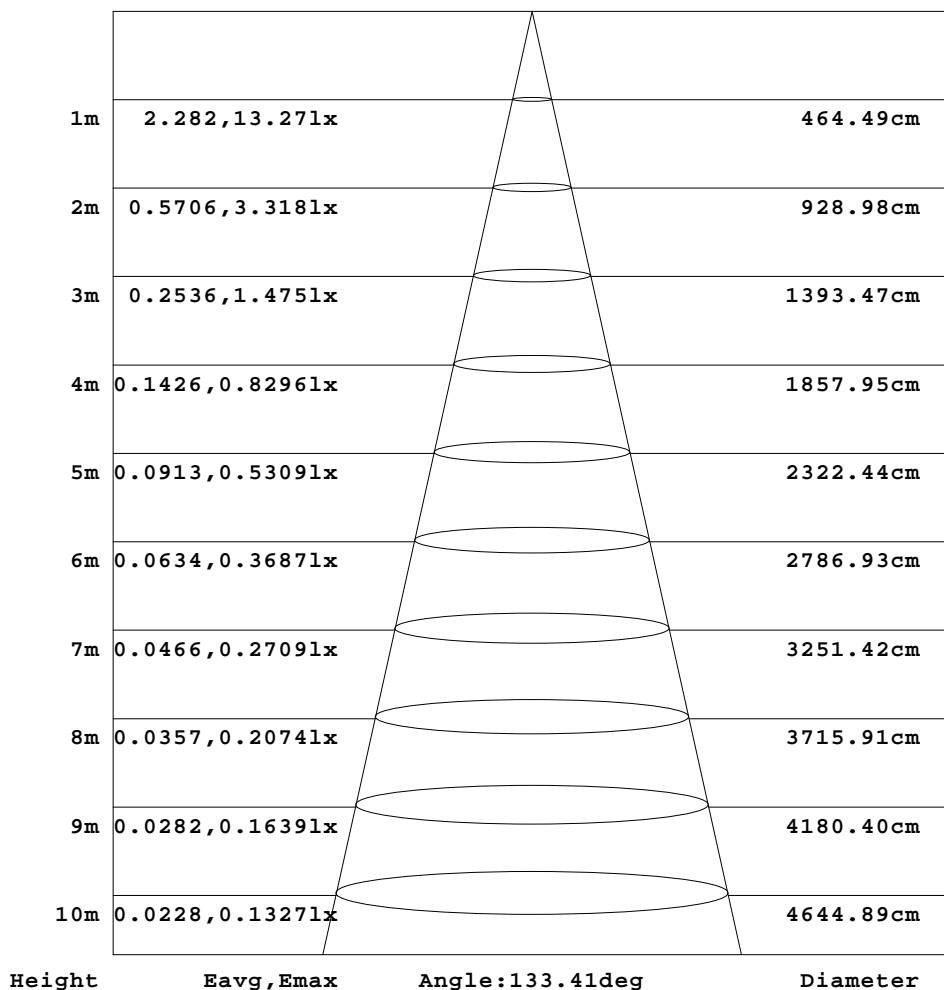 1m 2.282,13.27lx 464.49cm
2m 0.5706,3.318lx 928.98cm
3m 0.2536,1.475lx 1393.47cm
4m 0.1426,0.8296lx 1857.95cm
5m 0.0913,0.5309lx 2322.44cm
6m 0.0634,0.3687lx 2786.93cm
7m 0.0466,0.2709lx 3251.42cm
8m 0.0357,0.2074lx 3715.91cm
9m 0.0282,0.1639lx 4180.40cm
10m 0.0228,0.1327lx 4644.89cm
Height Eavg,Emax Angle:133.41deg Diameter